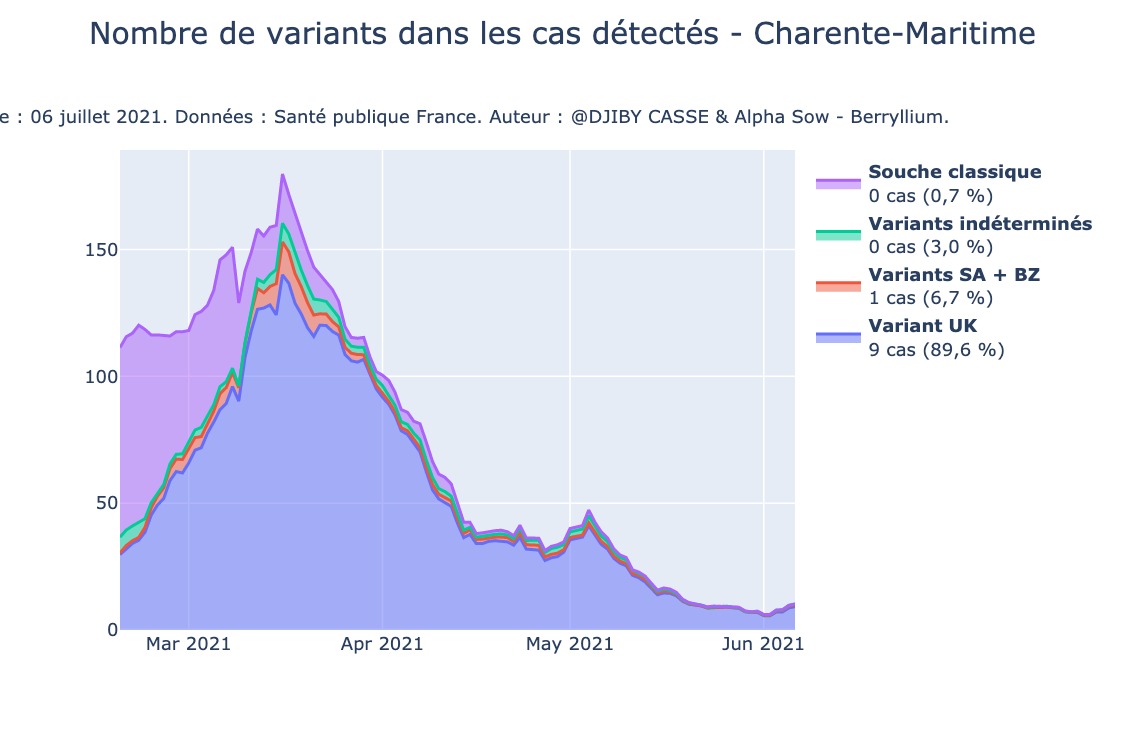 Nombre de variants dans les cas détectés - Charente-Maritime
e : 06 juillet 2021. Données : Santé publique France. Auteur : @DJIBY CASSE & Alpha Sow - Berryllium.
Souche classique
0 cas (0,7 %)
Variants indéterminés
0 cas (3,0 %)
Variants SA + BZ
1 cas (6,7 %)
Variant UK
9 cas (89,6 %)
150
100
50
0
Mar 2021
Apr 2021
May 2021
Jun 2021